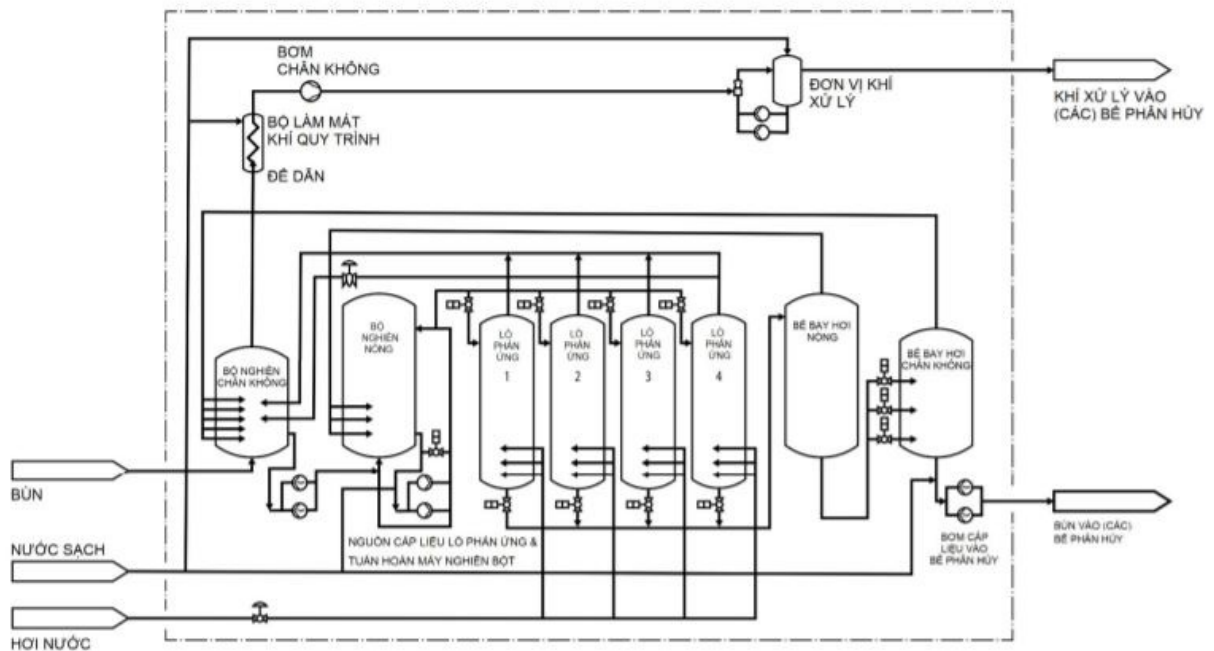 BƠM
CHÂN KHÔNG
BỘ LÀM MÁT
KHÍ QUY TRÌNH
ĐỂ DẪN
ĐƠN VỊ KHÍ
XỬ LÝ
KHÍ XỬ LÝ VÀO
(CÁC) BỂ PHÂN HỦY
BỘ NGHIỀN
CHÂN KHÔNG
BỘ
NGHIỀN
NÓNG
LÒ
PHẢN ỨNG
1
LÒ
PHẢN ỨNG
2
LÒ
PHẢN ỨNG
3
LÒ
PHẢN ỨNG
4
BỂ BAY HƠI
NÓNG
BỂ BAY HƠI
CHÂN KHÔNG
BÙN
NƯỚC SẠCH
HƠI NƯỚC
NGUỒN CẤP LIỆU LÒ PHẢN ỨNG &
TUẦN HOÀN MÁY NGHIỀN BỘT
BƠM CẤP
LIỆU VÀO
BỂ PHÂN HỦY
BÙN VÀO (CÁC)
BỂ PHÂN HỦY